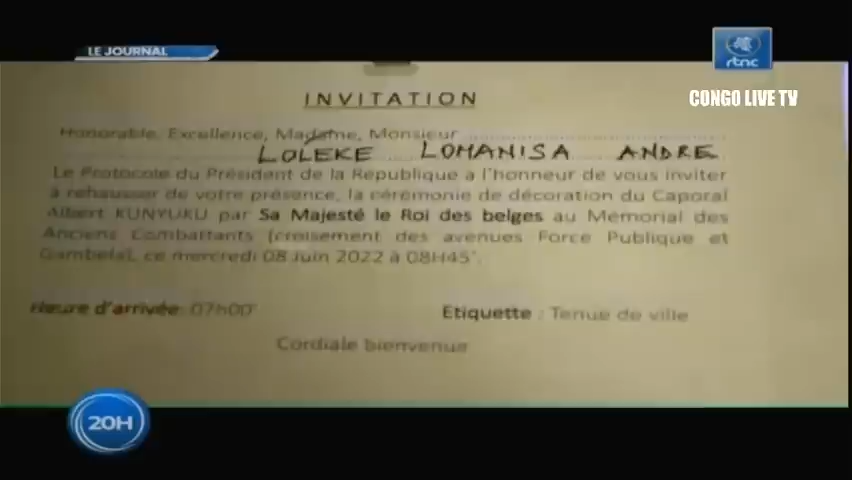 LE JOURNAL
rtnc
CONGO LIVE TV
INVITATION
Honorable, Excellence, Madame, Monsieur
LOLEKE LOMANISA ANDRE
Le Protocole du Président de la République a l'honneur de vous inviter
à rehausser de votre présence, la cérémonie de décoration du Caporal
Albert KUNYUKU par Sa Majesté le Roi des belges au Mémorial des
Anciens Combattants (croisement des avenues Force Publique et
Gambela), ce mercredi 08 Juin 2022 à 08H45'.
Heure d'arrivée: 07h00'
Etiquette : Tenue de ville
Cordiale bienvenue
20H